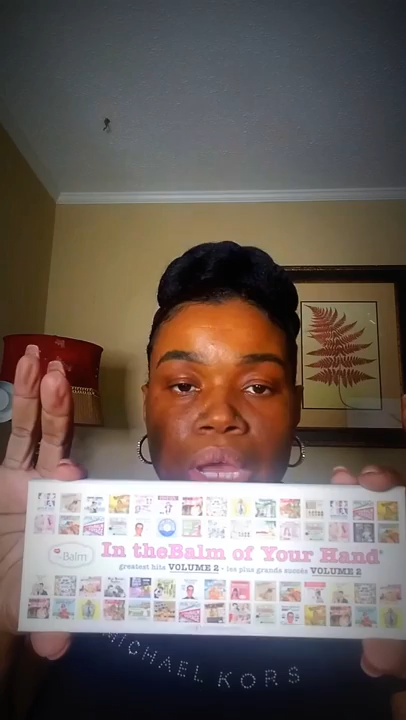 theBalm
In theBalm of Your Hand®
greatest hits VOLUME 2 - les plus grands succès VOLUME 2
MICHAEL KORS